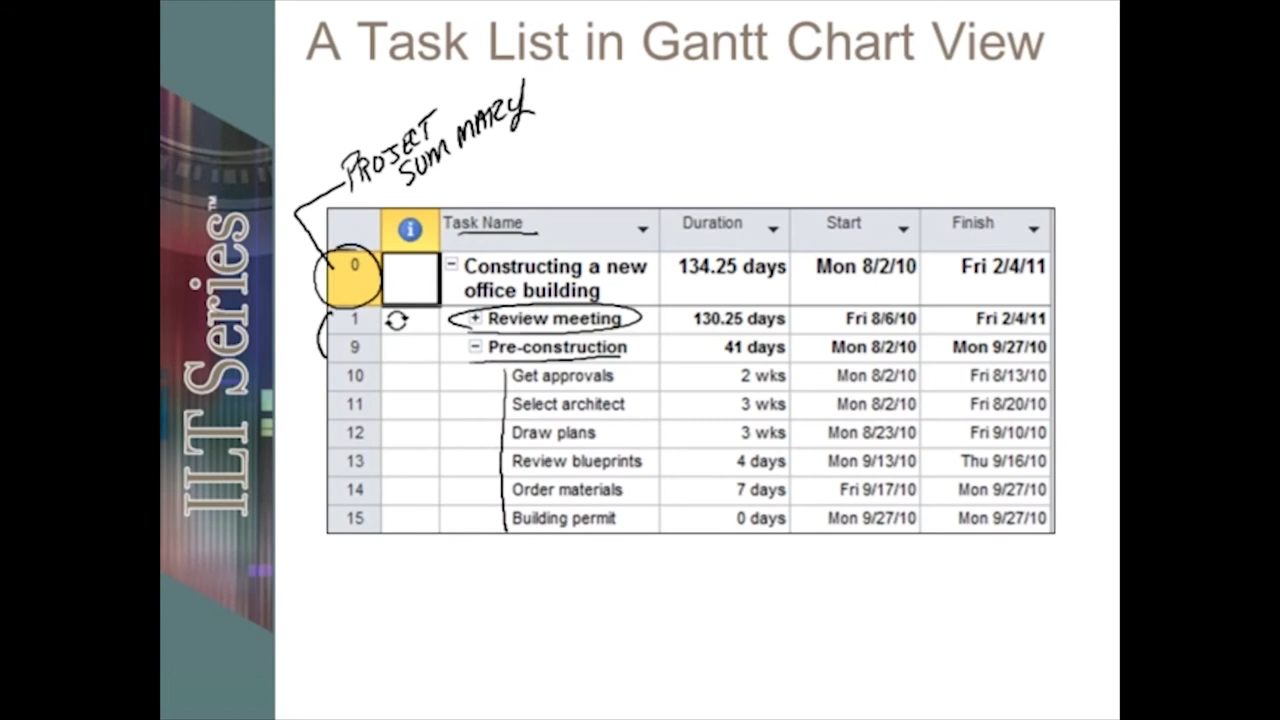 A Task List in Gantt Chart View
PROJECT
SUMMARY
ILT Series™
Task Name Duration Start Finish
0 Constructing a new office building 134.25 days Mon 8/2/10 Fri 2/4/11
1 Review meeting 130.25 days Fri 8/6/10 Fri 2/4/11
9 Pre-construction 41 days Mon 8/2/10 Mon 9/27/10
10 Get approvals 2 wks Mon 8/2/10 Fri 8/13/10
11 Select architect 3 wks Mon 8/2/10 Fri 8/20/10
12 Draw plans 3 wks Mon 8/23/10 Fri 9/10/10
13 Review blueprints 4 days Mon 9/13/10 Thu 9/16/10
14 Order materials 7 days Fri 9/17/10 Mon 9/27/10
15 Building permit 0 days Mon 9/27/10 Mon 9/27/10